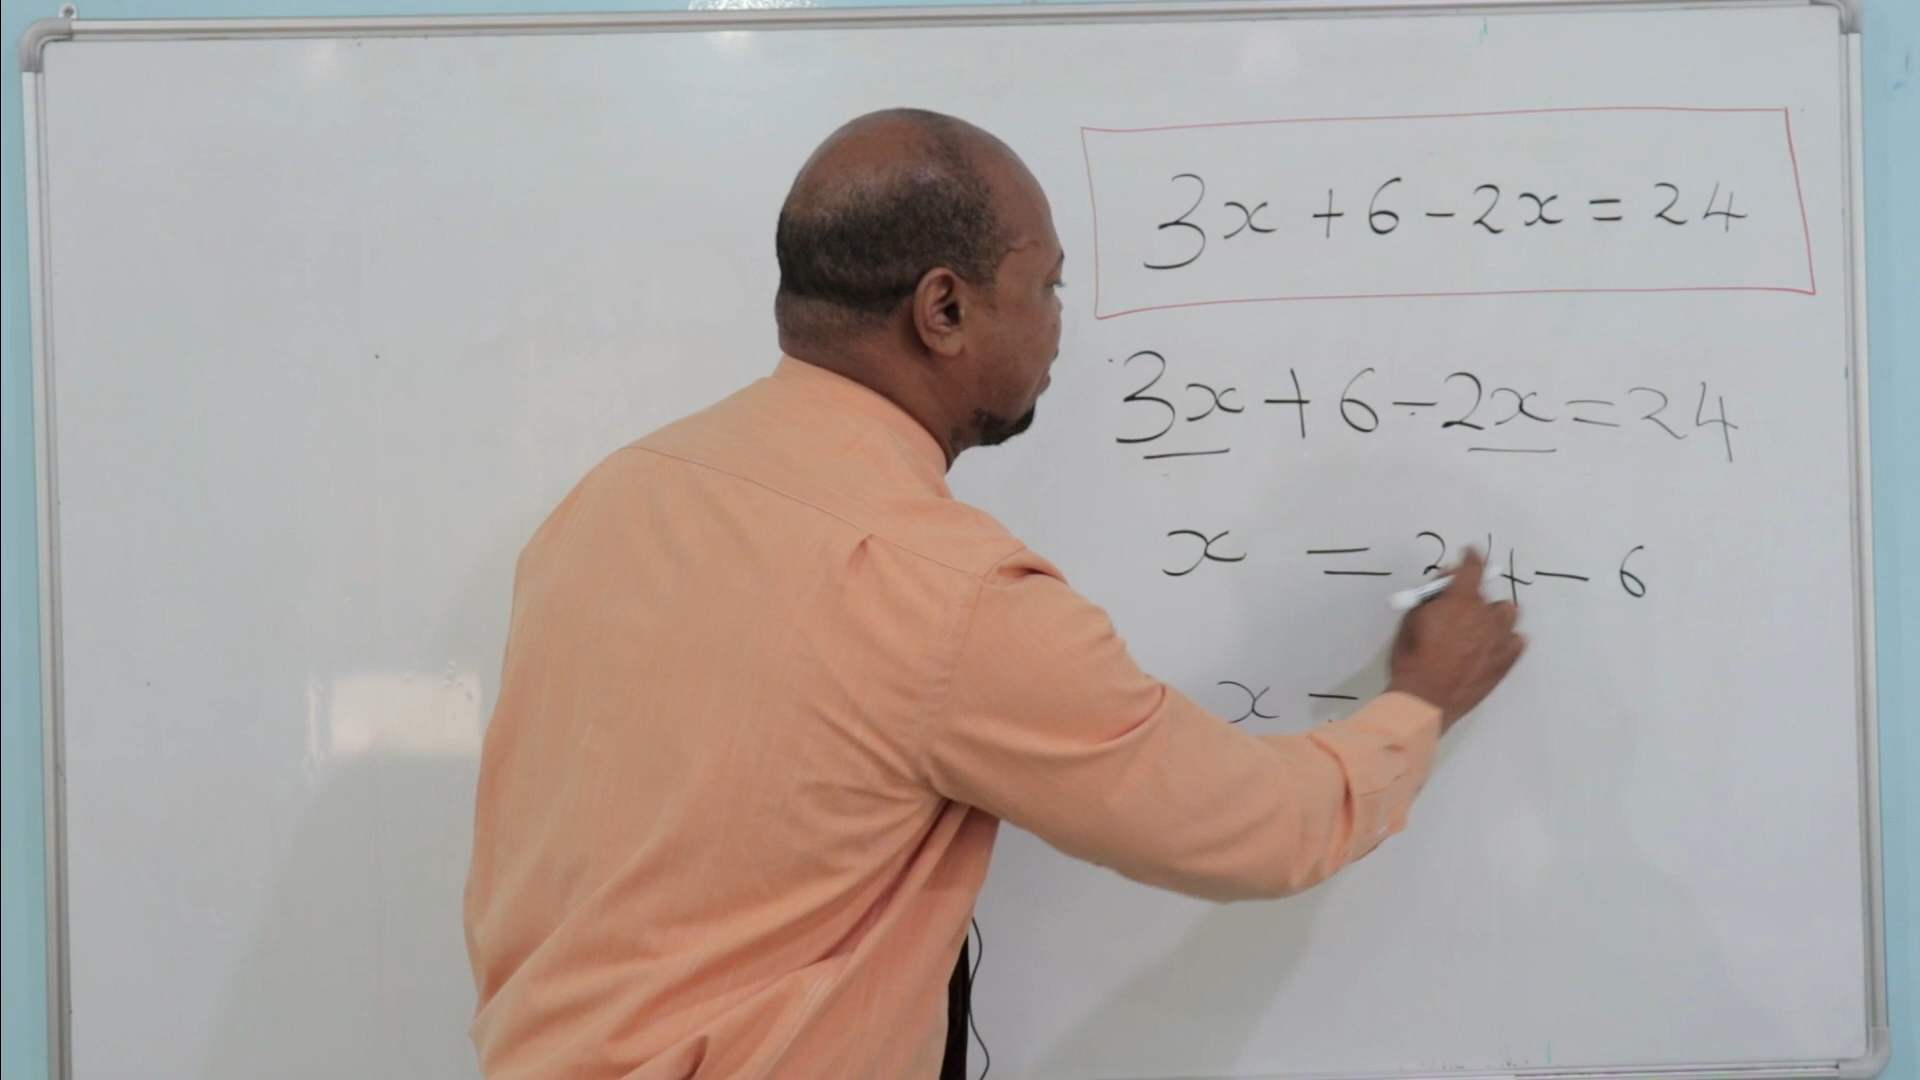 3x + 6 - 2x = 24
3x + 6 - 2x = 24
x = 24 - 6
x =